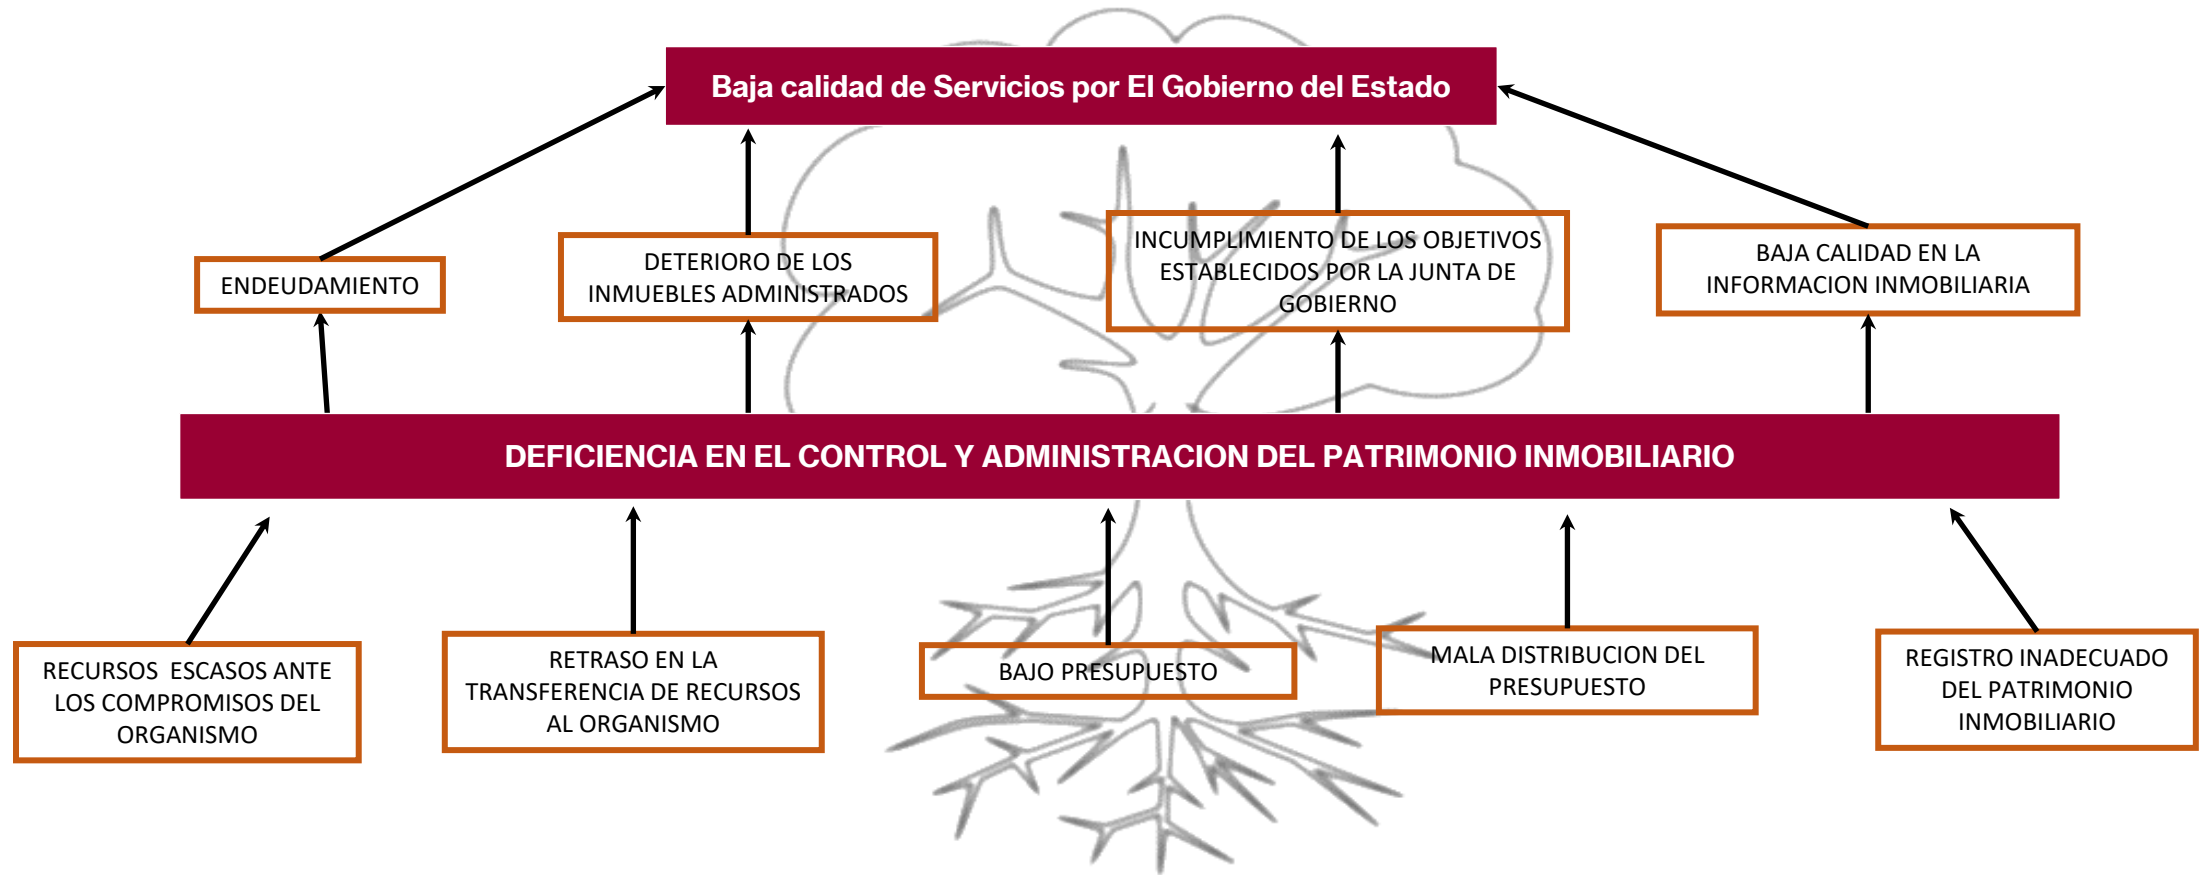 Baja calidad de Servicios por El Gobierno del Estado
ENDEUDAMIENTO
DETERIORO DE LOS
INMUEBLES ADMINISTRADOS
INCUMPLIMIENTO DE LOS OBJETIVOS
ESTABLECIDOS POR LA JUNTA DE
GOBIERNO
BAJA CALIDAD EN LA
INFORMACION INMOBILIARIA
DEFICIENCIA EN EL CONTROL Y ADMINISTRACION DEL PATRIMONIO INMOBILIARIO
RECURSOS  ESCASOS ANTE
LOS COMPROMISOS DEL
ORGANISMO
RETRASO EN LA
TRANSFERENCIA DE RECURSOS
AL ORGANISMO
BAJO PRESUPUESTO
MALA DISTRIBUCION DEL
PRESUPUESTO
REGISTRO INADECUADO
DEL PATRIMONIO
INMOBILIARIO